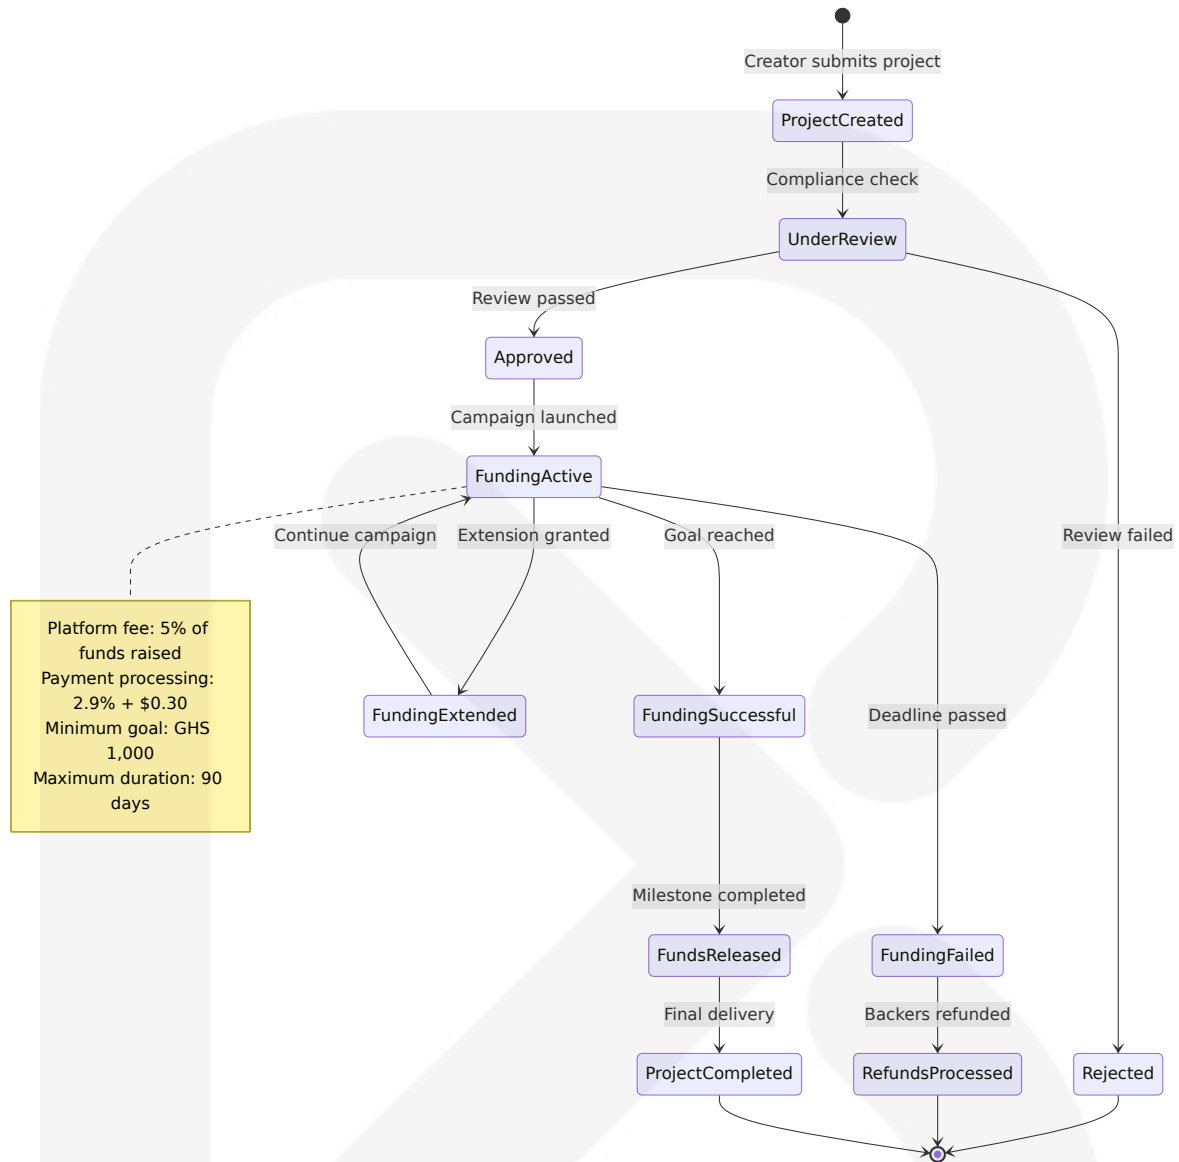 Creator submits project
ProjectCreated
Compliance check
UnderReview
Review passed
Approved
Campaign launched
FundingActive
Continue campaign
Extension granted
Goal reached
Review failed
Platform fee: 5% of
funds raised
Payment processing:
2.9% + $0.30
Minimum goal: GHS
1,000
Maximum duration: 90
days
FundingExtended
FundingSuccessful
Deadline passed
Milestone completed
FundsReleased
FundingFailed
Final delivery
Backers refunded
ProjectCompleted
RefundsProcessed
Rejected